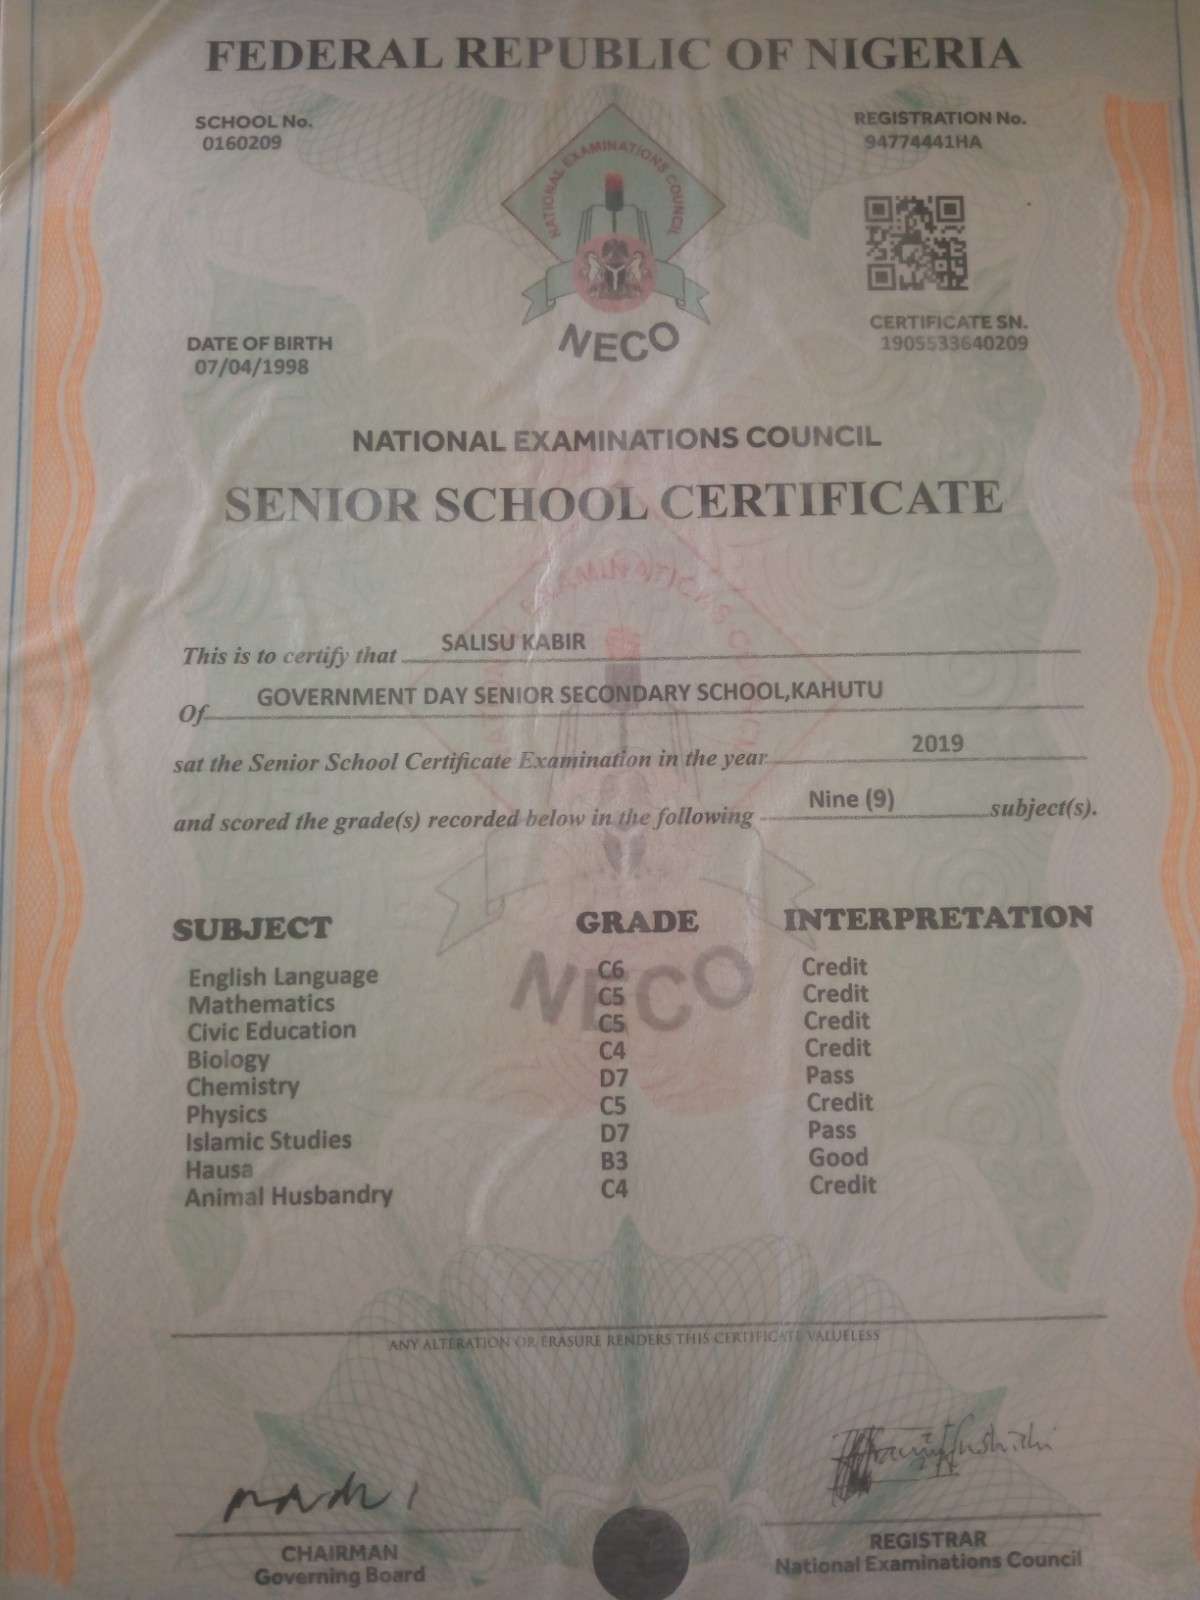 FEDERAL REPUBLIC OF NIGERIA
SCHOOL No.
0160209
REGISTRATION No.
94774441HA
NATIONAL EXAMINATIONS COUNCIL
NECO
DATE OF BIRTH
07/04/1998
CERTIFICATE SN.
1905533640209
NATIONAL EXAMINATIONS COUNCIL
SENIOR SCHOOL CERTIFICATE
This is to certify that SALISU KABIR
Of GOVERNMENT DAY SENIOR SECONDARY SCHOOL,KAHUTU
sat the Senior School Certificate Examination in the year 2019
and scored the grade(s) recorded below in the following Nine (9) subject(s).
SUBJECT GRADE INTERPRETATION
English Language C6 Credit
Mathematics C5 Credit
Civic Education C5 Credit
Biology C4 Credit
Chemistry D7 Pass
Physics C5 Credit
Islamic Studies D7 Pass
Hausa B3 Good
Animal Husbandry C4 Credit
NECO
ANY ALTERATION OR ERASURE RENDERS THIS CERTIFICATE VALUELESS
CHAIRMAN
Governing Board
REGISTRAR
National Examinations Council